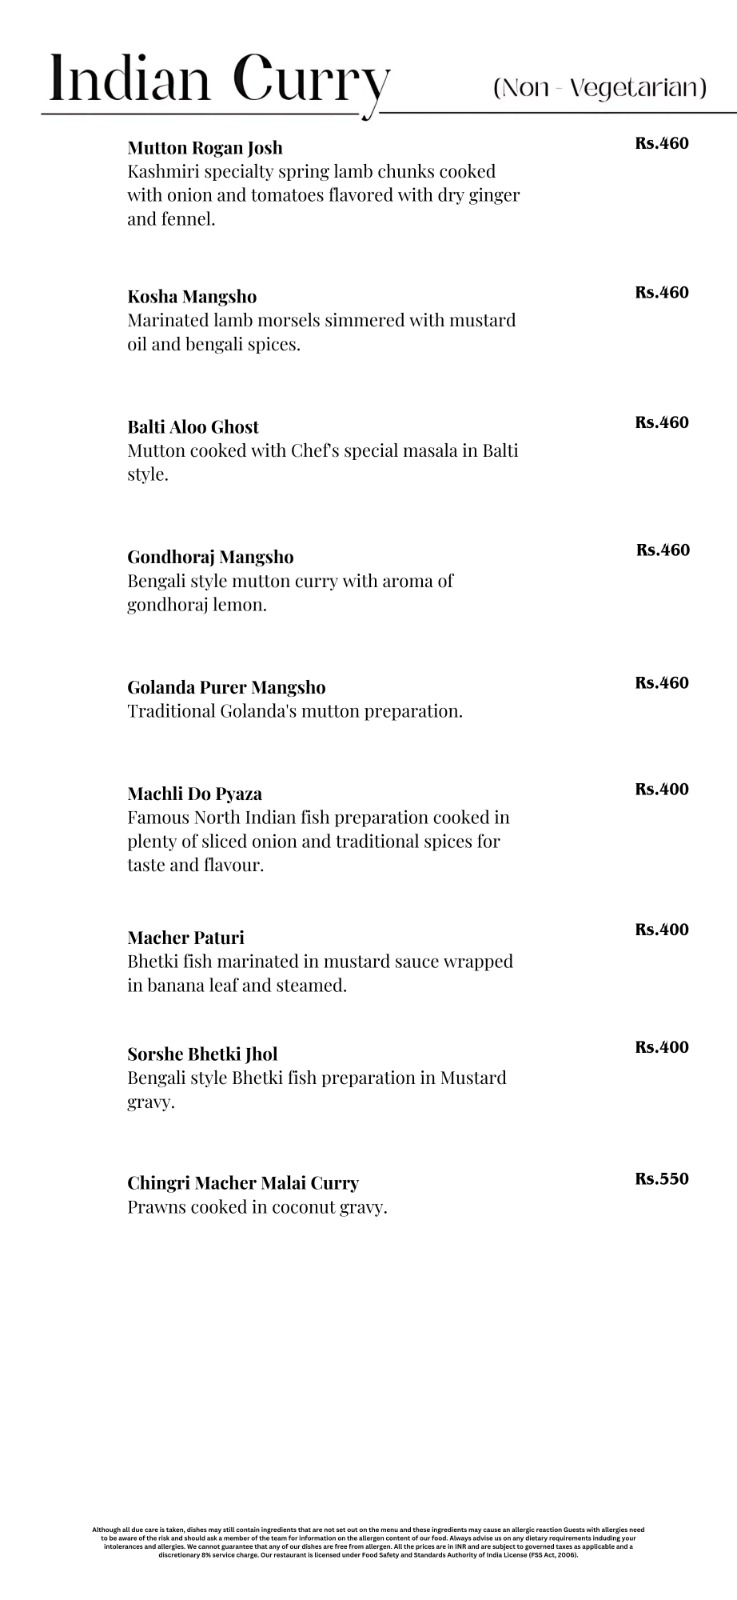 Indian Curry (Non - Vegetarian)
Mutton Rogan Josh Rs.460
Kashmiri specialty spring lamb chunks cooked
with onion and tomatoes flavored with dry ginger
and fennel.
Kosha Mangsho Rs.460
Marinated lamb morsels simmered with mustard
oil and bengali spices.
Balti Aloo Ghost Rs.460
Mutton cooked with Chef's special masala in Balti
style.
Gondhoraj Mangsho Rs.460
Bengali style mutton curry with aroma of
gondhoraj lemon.
Golanda Purer Mangsho Rs.460
Traditional Golanda's mutton preparation.
Machli Do Pyaza Rs.400
Famous North Indian fish preparation cooked in
plenty of sliced onion and traditional spices for
taste and flavour.
Macher Paturi Rs.400
Bhetki fish marinated in mustard sauce wrapped
in banana leaf and steamed.
Sorshe Bhetki Jhol Rs.400
Bengali style Bhetki fish preparation in Mustard
gravy.
Chingri Macher Malai Curry Rs.550
Prawns cooked in coconut gravy.
Although all due care is taken, dishes may still contain ingredients that are not set out on the menu and these ingredients may cause an allergic reaction Guests with allergies need
to be aware of the risk and should ask a member of the team for information on the allergen content of our food. Always advise us on any dietary requirements including your
intolerances and allergies. We cannot guarantee that any of our dishes are free from allergen. All the prices are in INR and are subject to governed taxes as applicable and a
discretionary 8% service charge. Our restaurant is licensed under Food Safety and Standards Authority of India License (FSS Act, 2006).